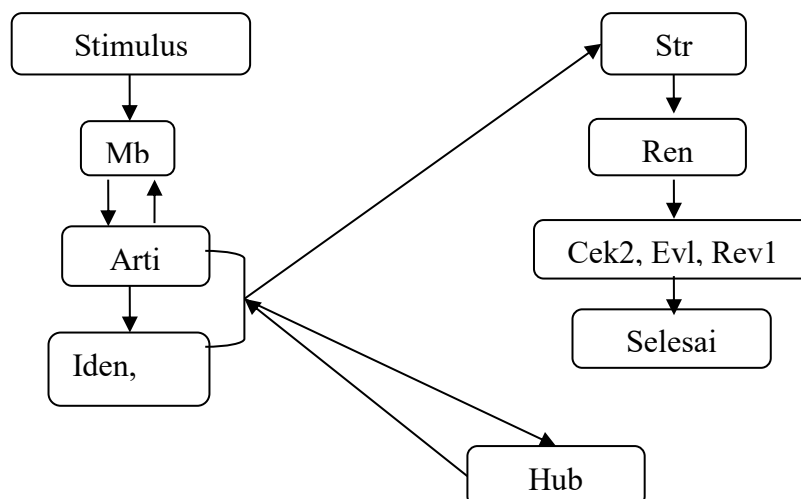 Stimulus
Mb
Arti
Iden,
Str
Ren
Cek2, Evl, Rev1
Selesai
Hub